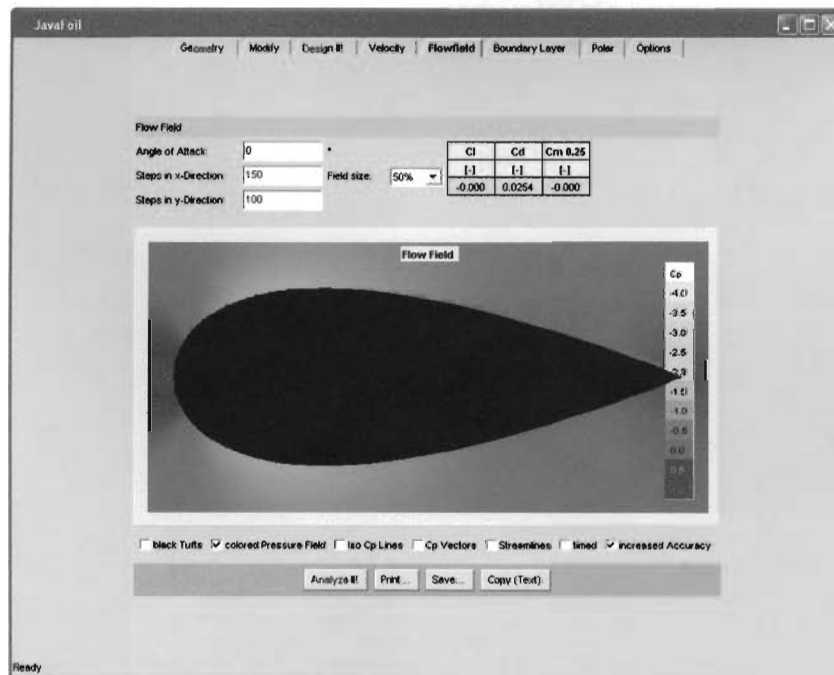 Javaf oil
Geometry Modify Design it! Velocity Flowfield Boundary Layer Polar Options
Flow Field
Angle of Attack: 0 °
Steps in x-Direction: 150 Field size: 50%
Steps in y-Direction: 100
Cl Cd Cm 0.25
[-] [-] [-]
-0.000 0.0254 -0.000
Flow Field
Cp
-4.0
-3.5
-3.0
-2.5
-1.5
-1.0
-0.5
0.0
0.5
black Tufts colored Pressure Field Iso Cp Lines Cp Vectors Streamlines timed increased Accuracy
Analyze it! Print... Save... Copy (Text)
Ready